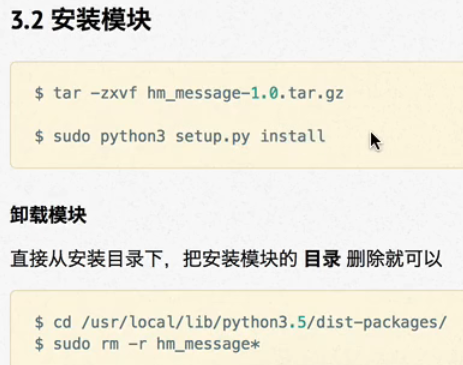 3.2 安装模块
$ tar -zxvf hm_message-1.0.tar.gz
$ sudo python3 setup.py install
卸载模块
直接从安装目录下，把安装模块的 目录 删除就可以
$ cd /usr/local/lib/python3.5/dist-packages/
$ sudo rm -r hm_message*